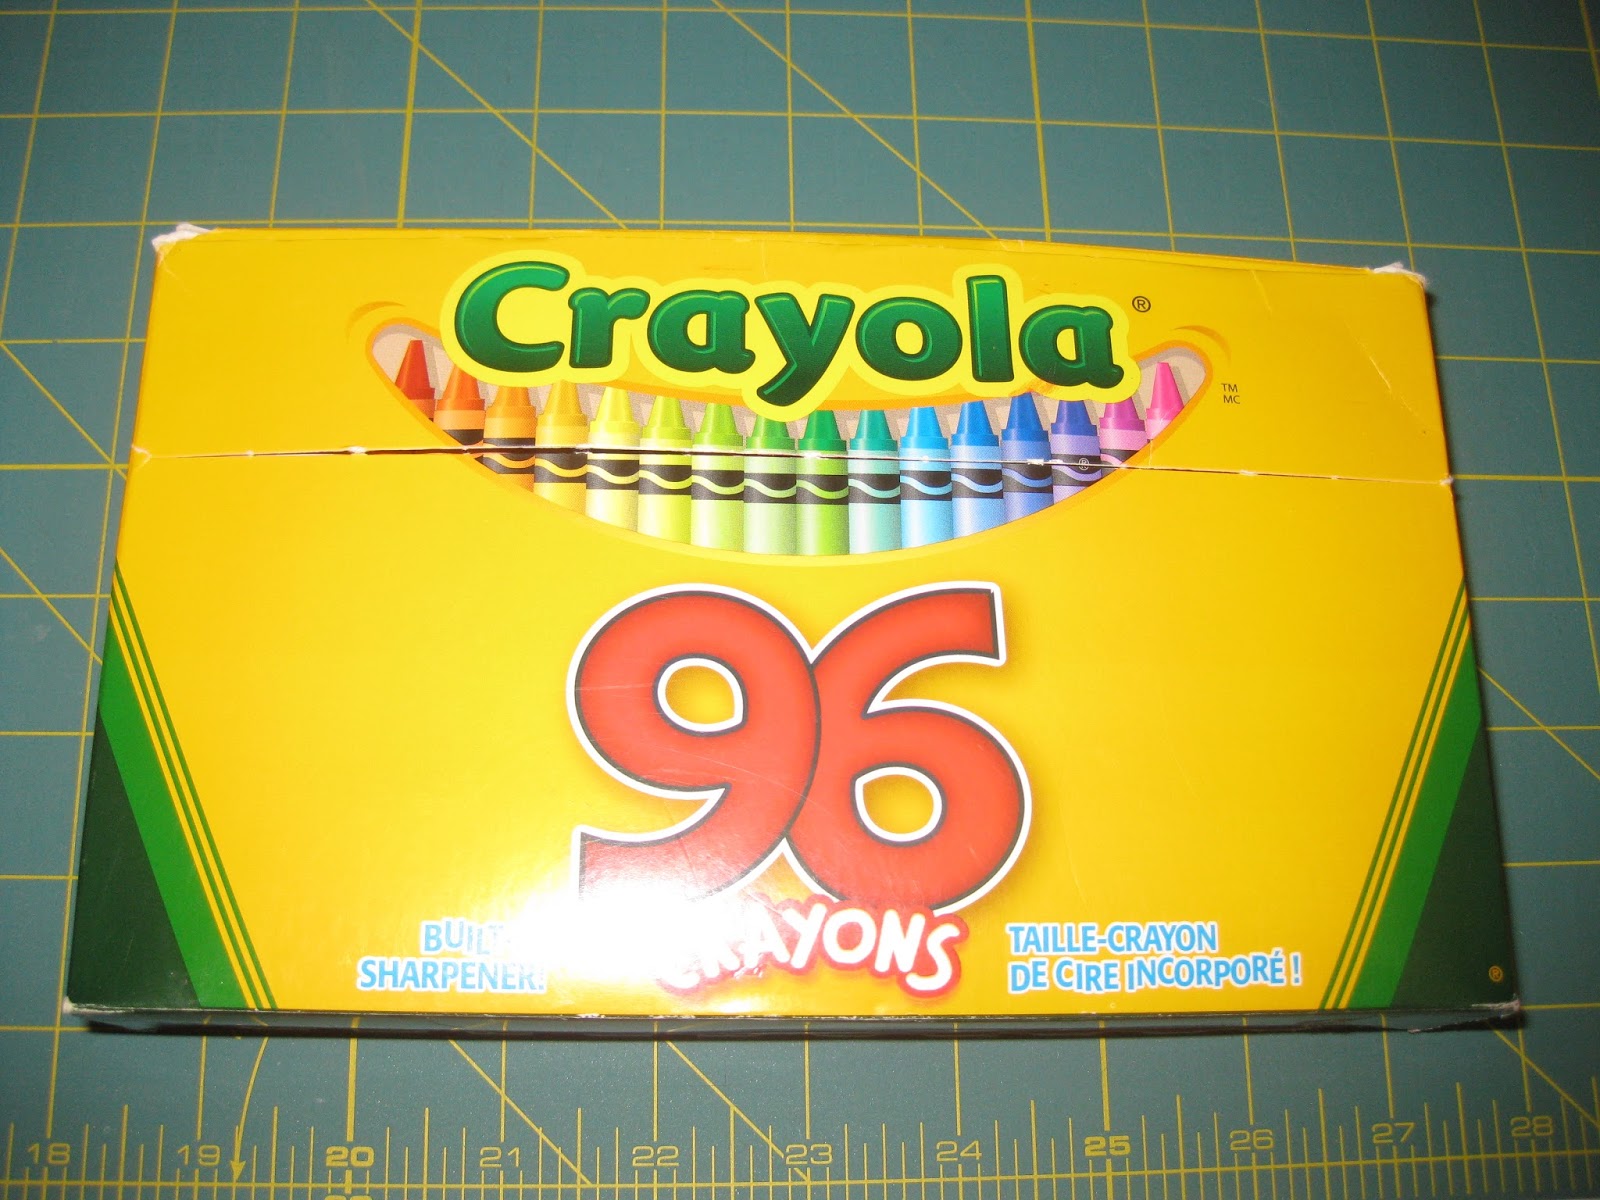 Crayola®
TM
MC
96
CRAYONS
BUILT-
SHARPENER!
TAILLE-CRAYON
DE CIRE INCORPORÉ !
®
18 19 20 21 22 23 24 25 26 27 28